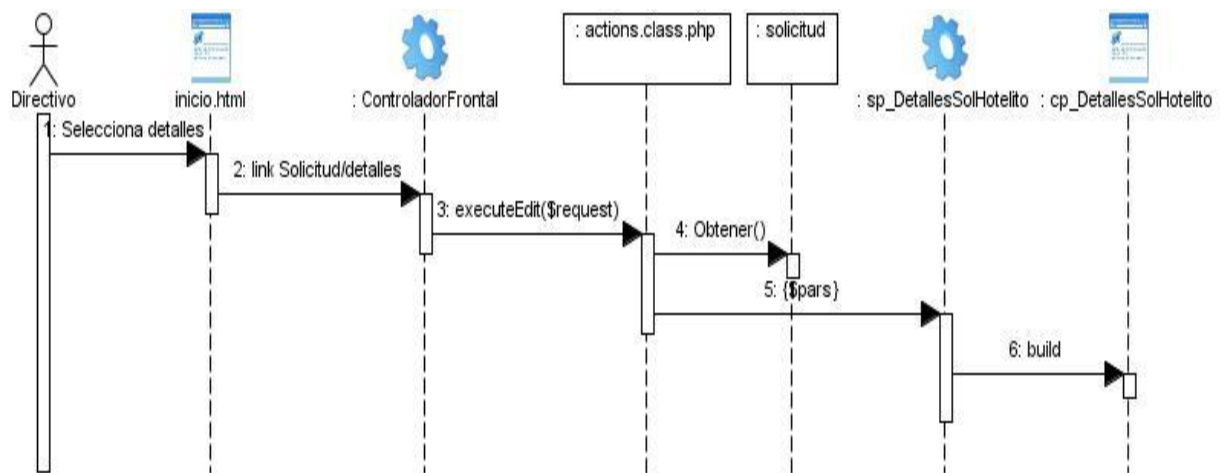 : actions.class.php
: solicitud
Directivo
inicio.html
: ControladorFrontal
: sp_DetallesSolHotelito
: cp_DetallesSolHotelito
1: Selecciona detalles
2: link Solicitud/detalles
3: executeEdit($request)
4: Obtener()
5: {$pars}
6: build